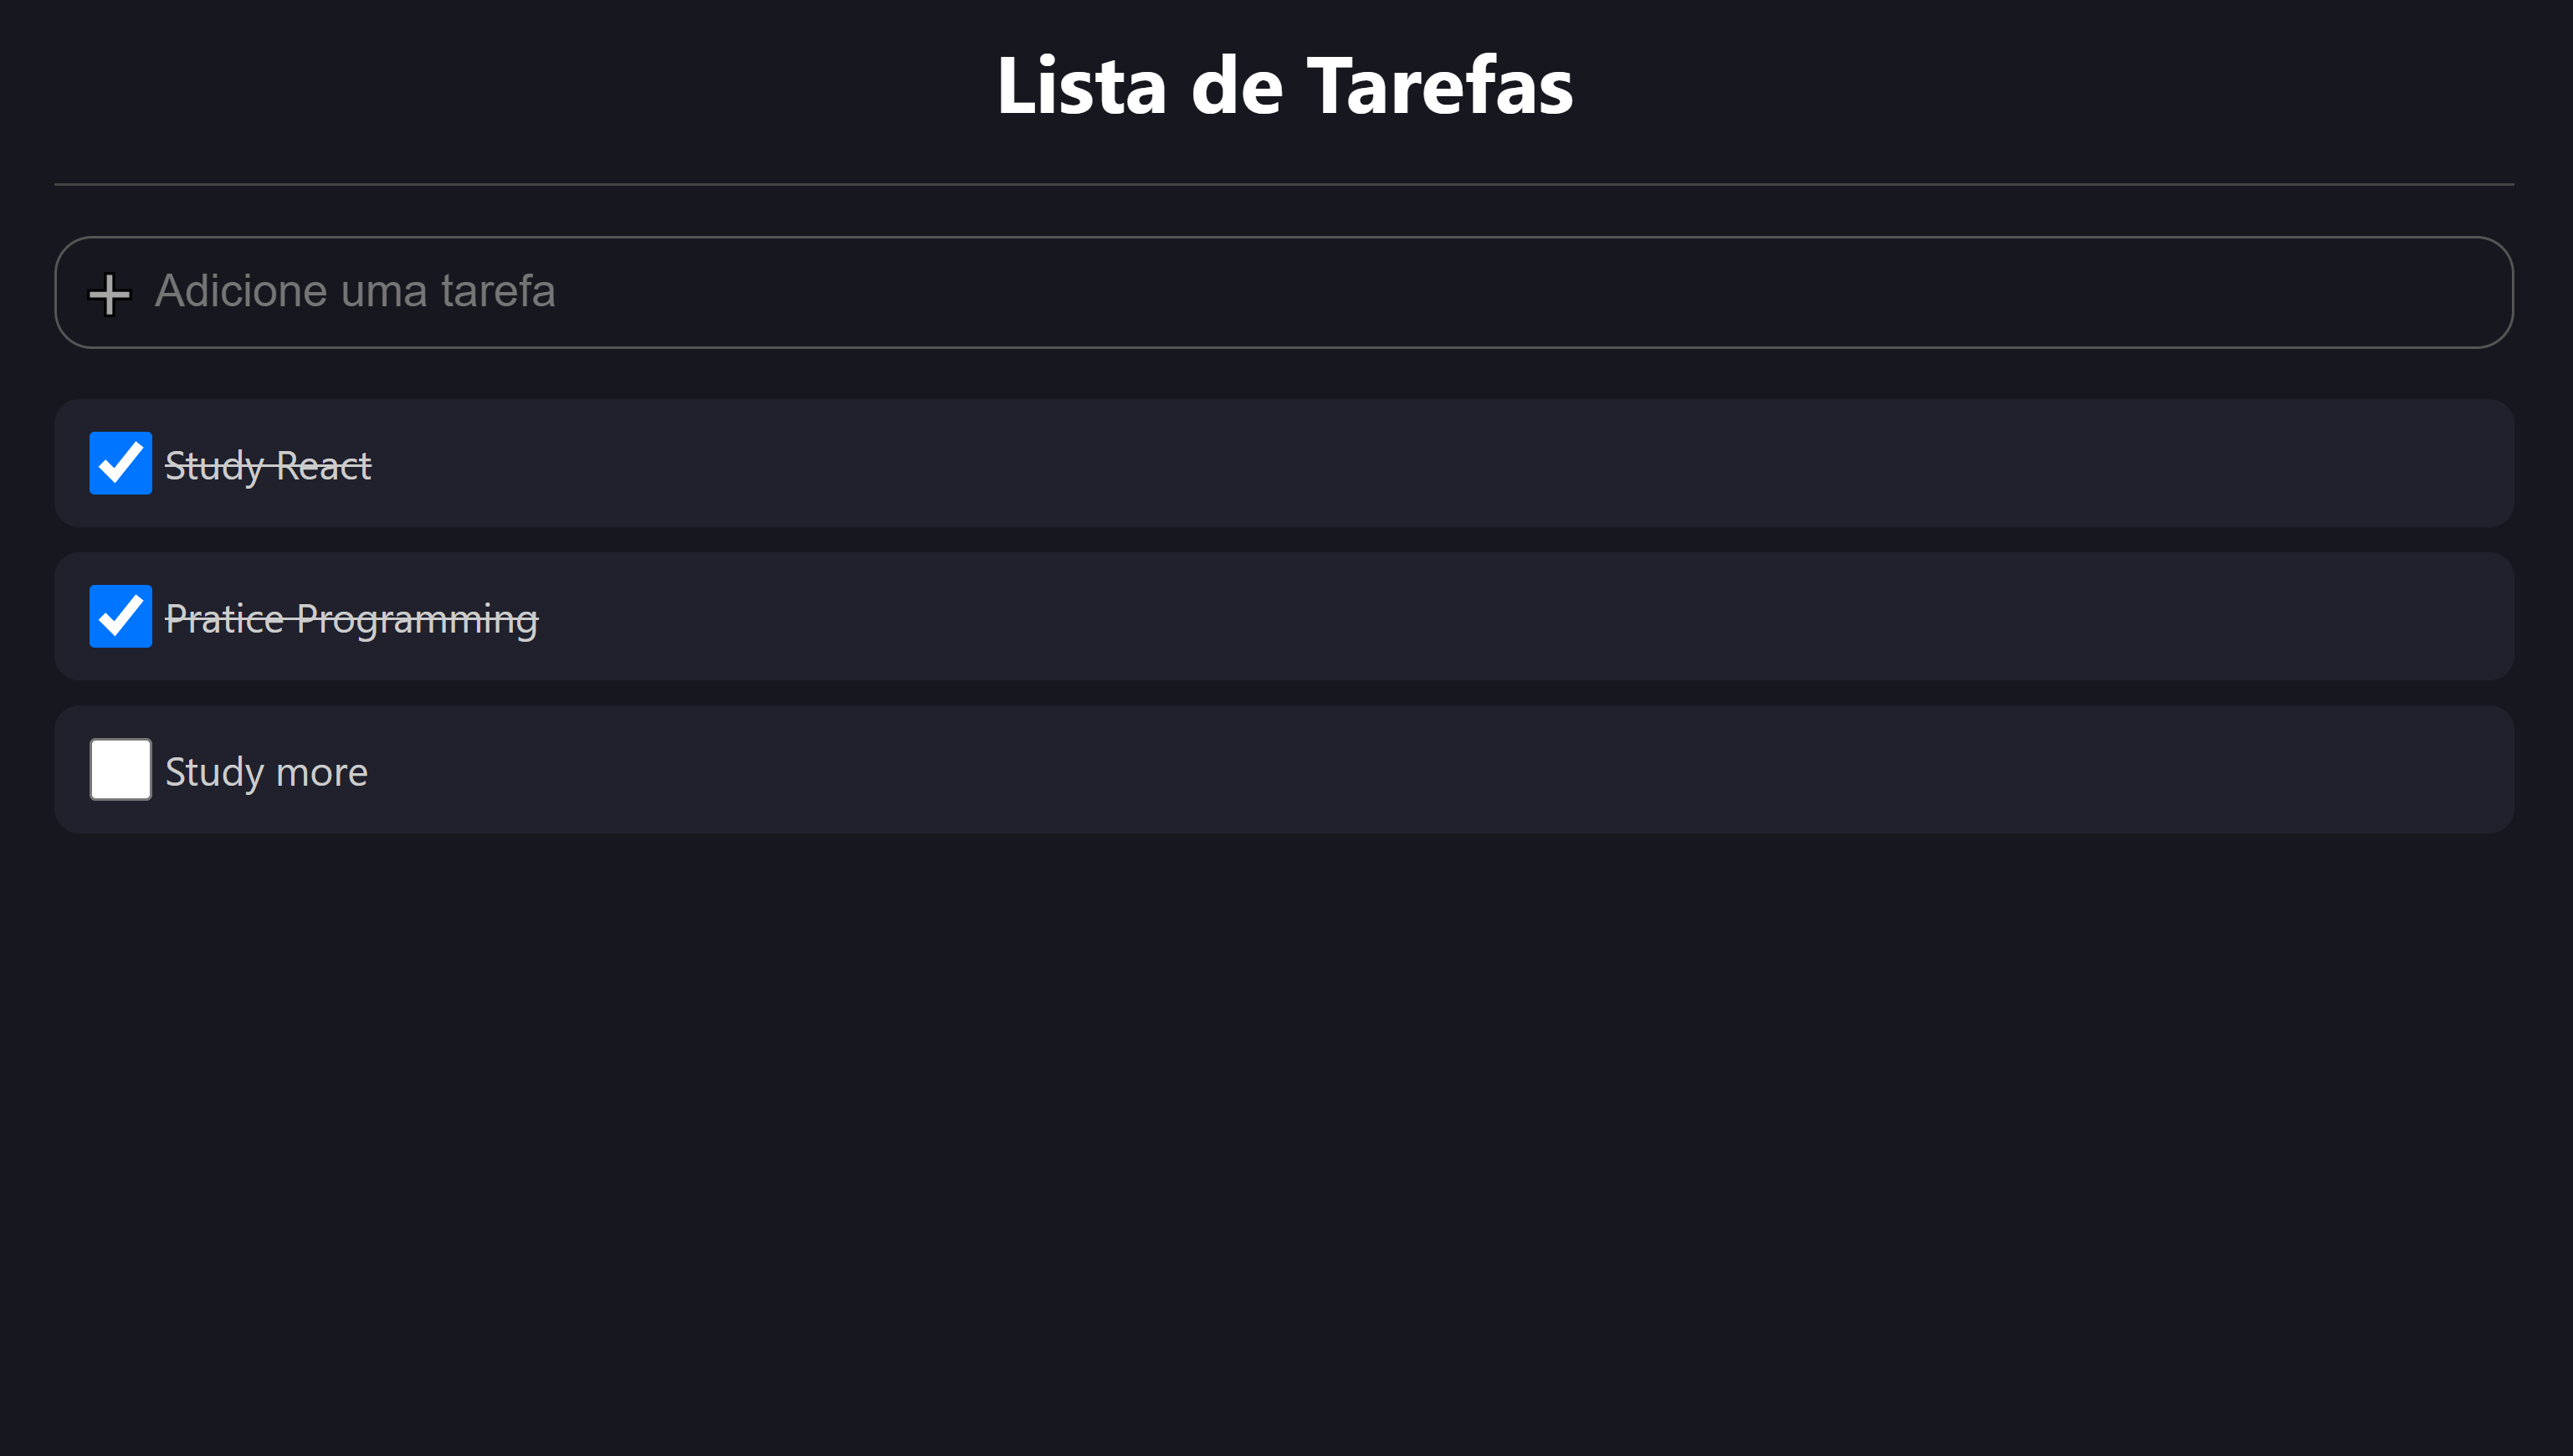 Lista de Tarefas
Adicione uma tarefa
Study React
Pratice Programming
Study more